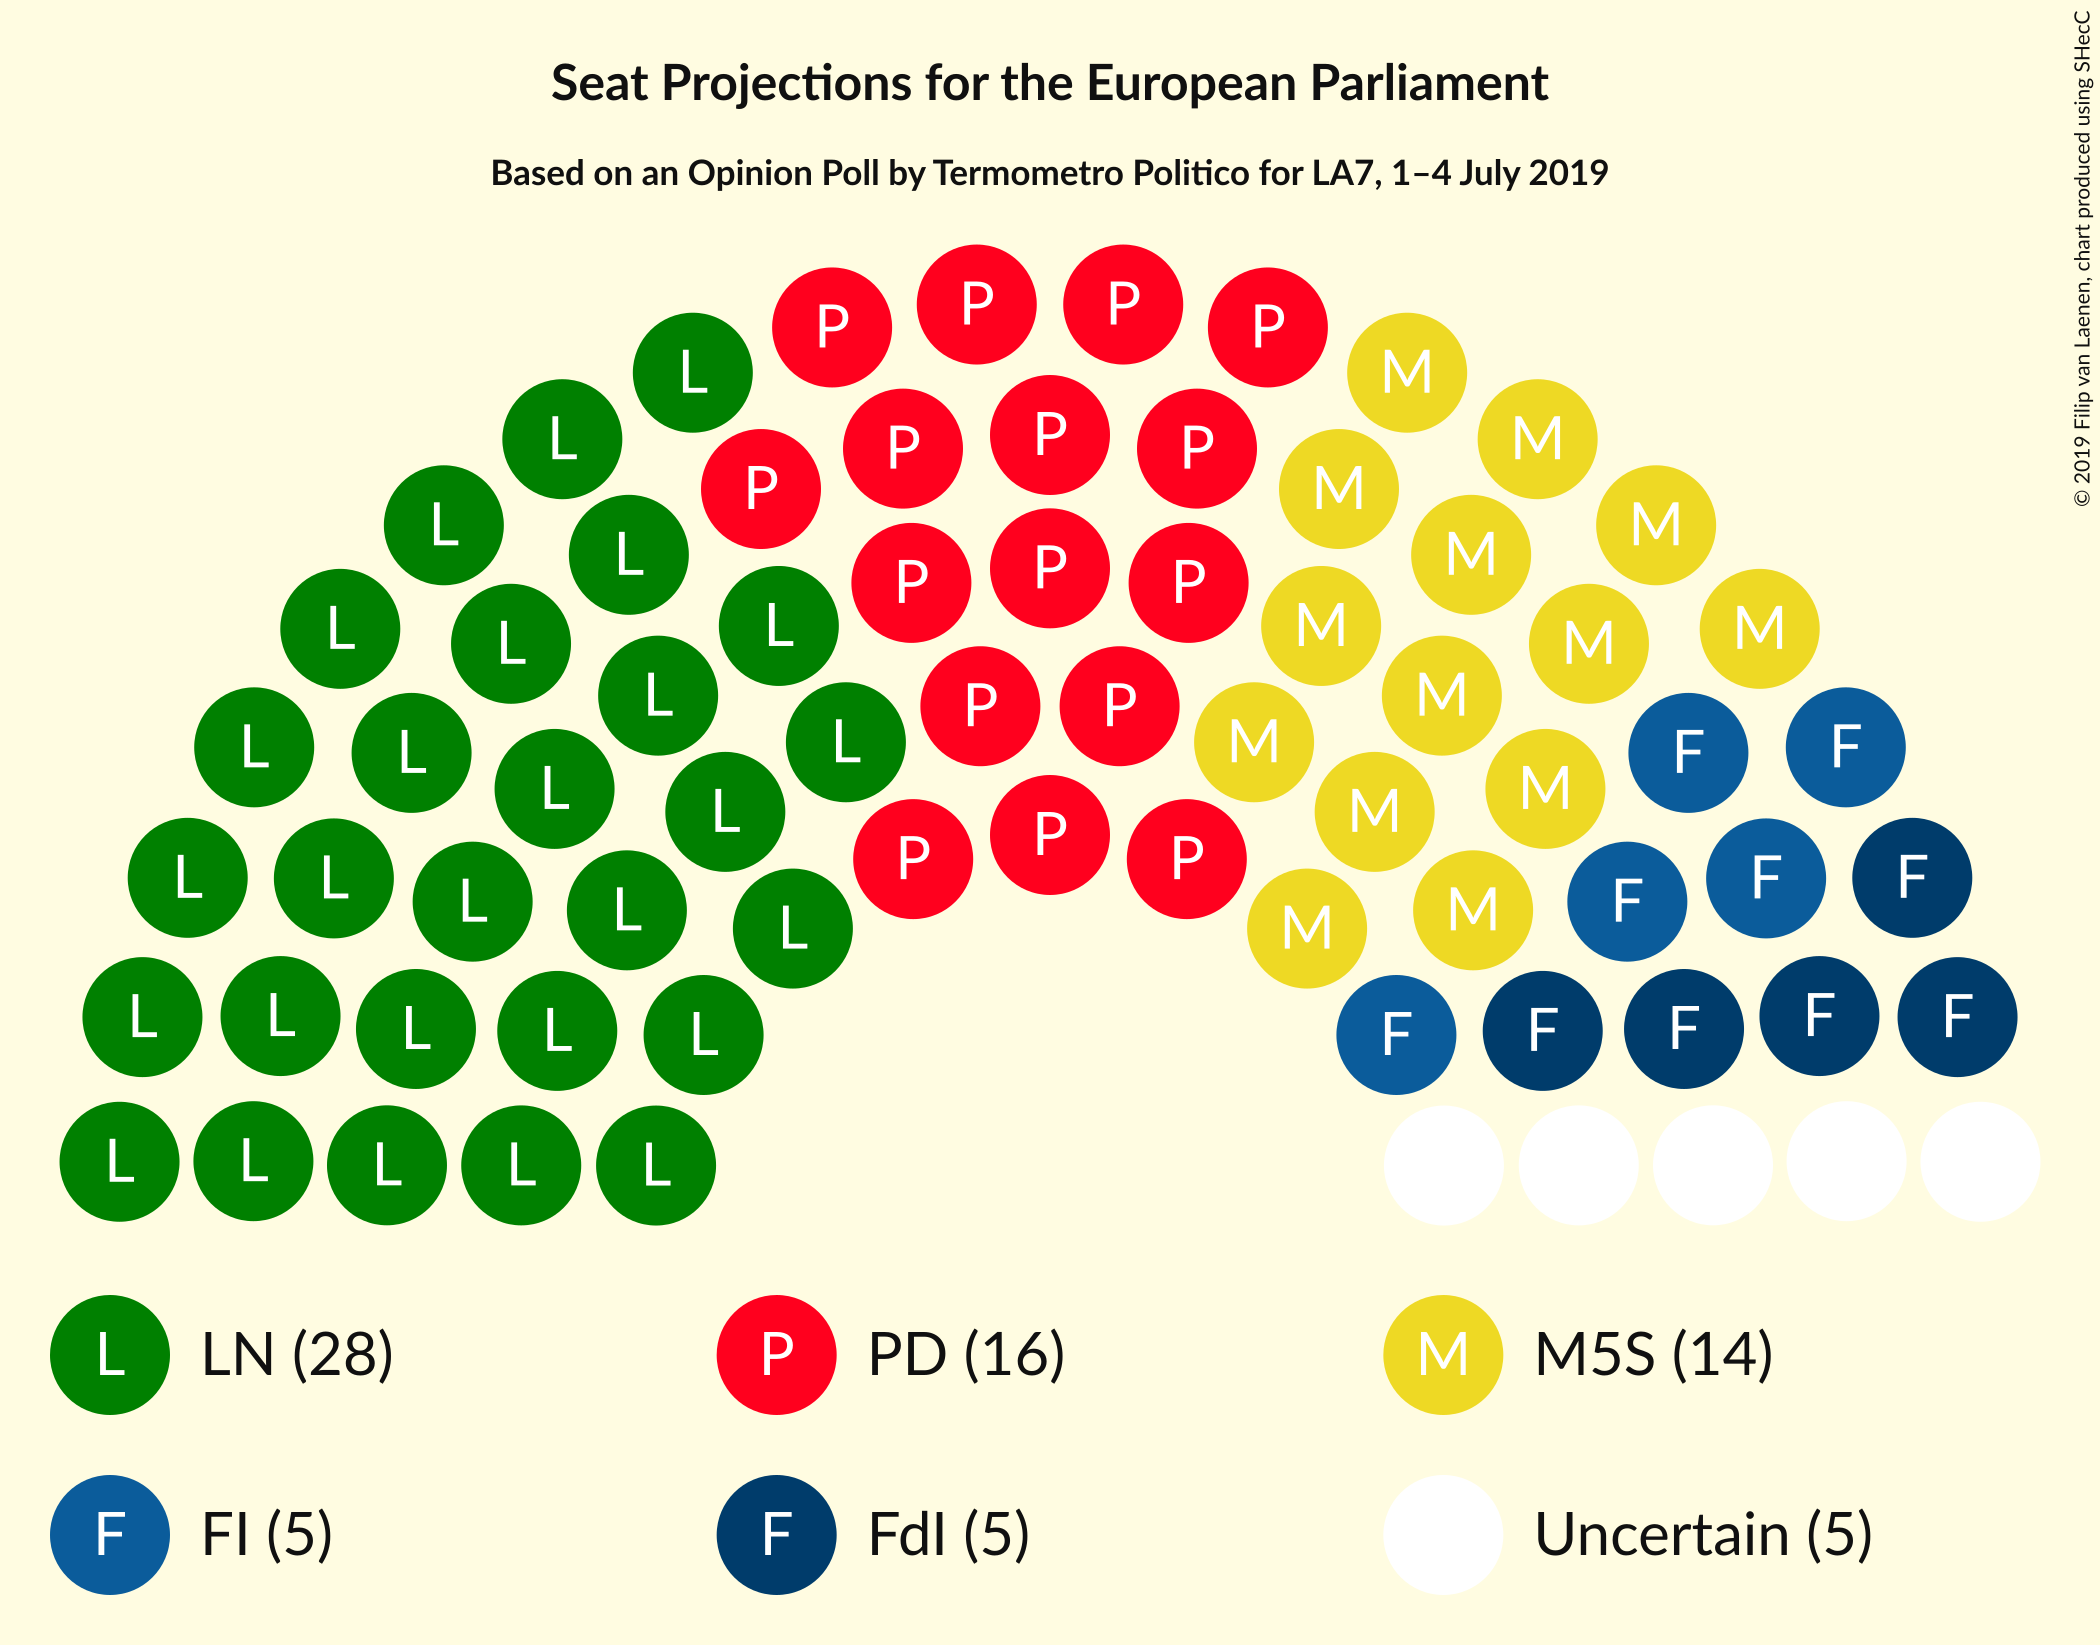 Seat Projections for the European Parliament
Based on an Opinion Poll by Termometro Politico for LA7, 1–4 July 2019
© 2019 Filip van Laenen, chart produced using SHecC
P P P P
L M
L P M
P P P
L P M
L M M
L P P P M
L M
L M M
L M
L P P M
L L M F F
L L M M F
L P P P L
L L F F F
L L M
L M
L L L L L F F F F F
L L L L L
L LN (28)
P PD (16)
M M5S (14)
F FI (5)
F FdI (5)
Uncertain (5)